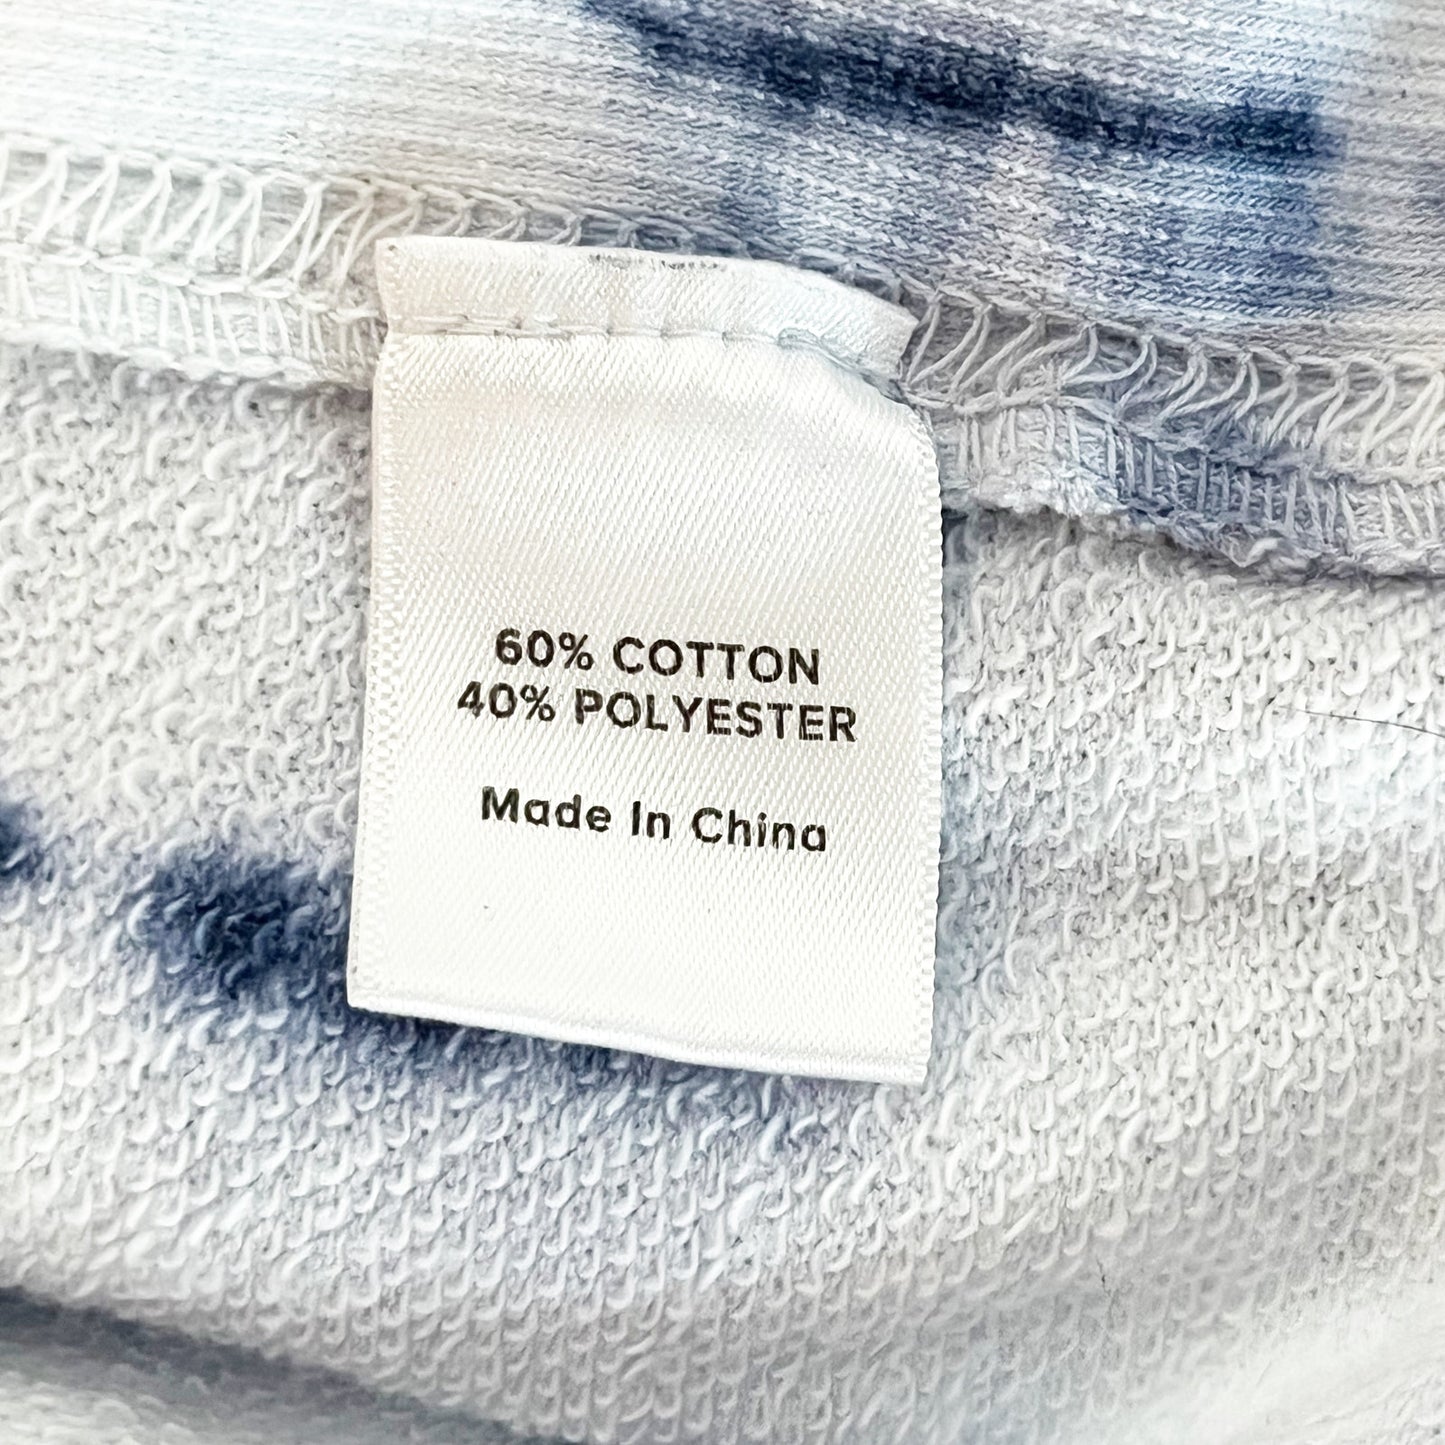 60% COTTON
40% POLYESTER
Made In China